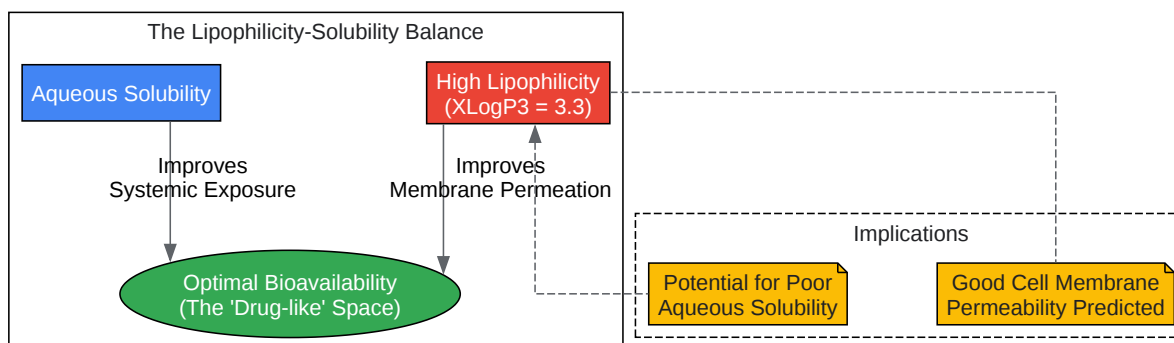 The Lipophilicity-Solubility Balance
Aqueous Solubility
High Lipophilicity
(XLogP3 = 3.3)
Improves
Systemic Exposure
Improves
Membrane Permeation
Optimal Bioavailability
(The 'Drug-like' Space)
Implications
Potential for Poor
Aqueous Solubility
Good Cell Membrane
Permeability Predicted